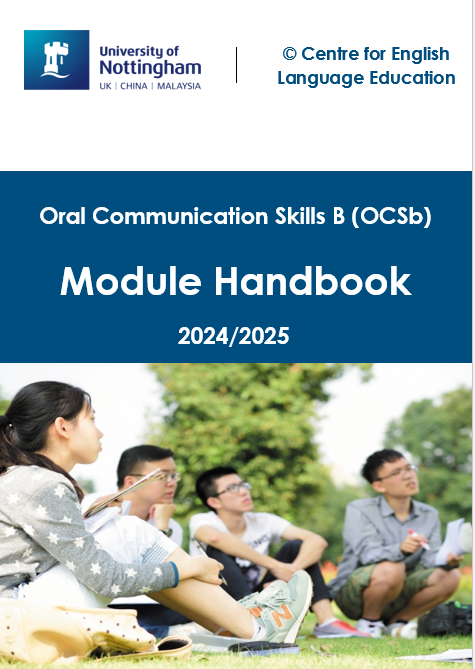 University of
Nottingham
UK | CHINA | MALAYSIA
© Centre for English
Language Education
Oral Communication Skills B (OCSb)
Module Handbook
2024/2025
N